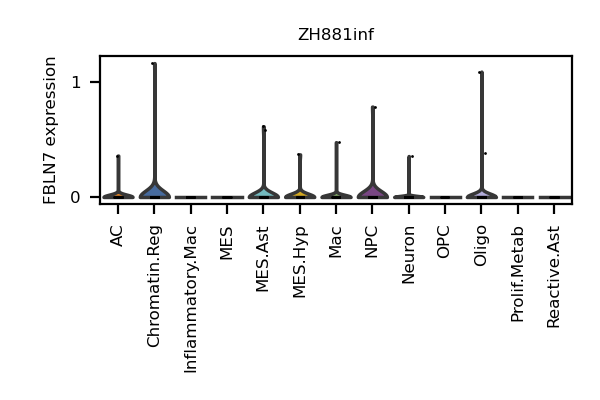 ZH881inf
FBLN7 expression
1
0
AC
Chromatin.Reg
Inflammatory.Mac
MES
MES.Ast
MES.Hyp
Mac
NPC
Neuron
OPC
Oligo
Prolif.Metab
Reactive.Ast